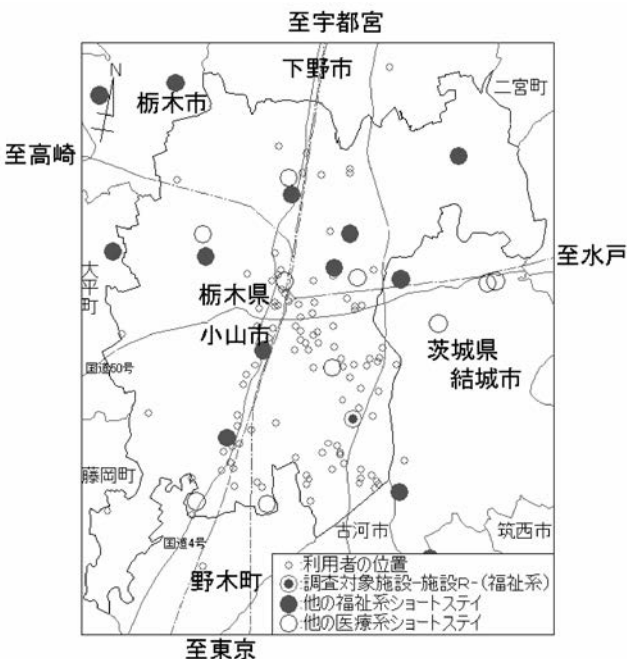 至宇都宮
下野市
二宮町
N
栃木市
至高崎
至水戸
大平町
栃木県
小山市
茨城県
結城市
国道50号
藤岡町
古河市
筑西市
国道4号
野木町
利用者の位置
調査対象施設-施設R-(福祉系)
他の福祉系ショートステイ
他の医療系ショートステイ
至東京